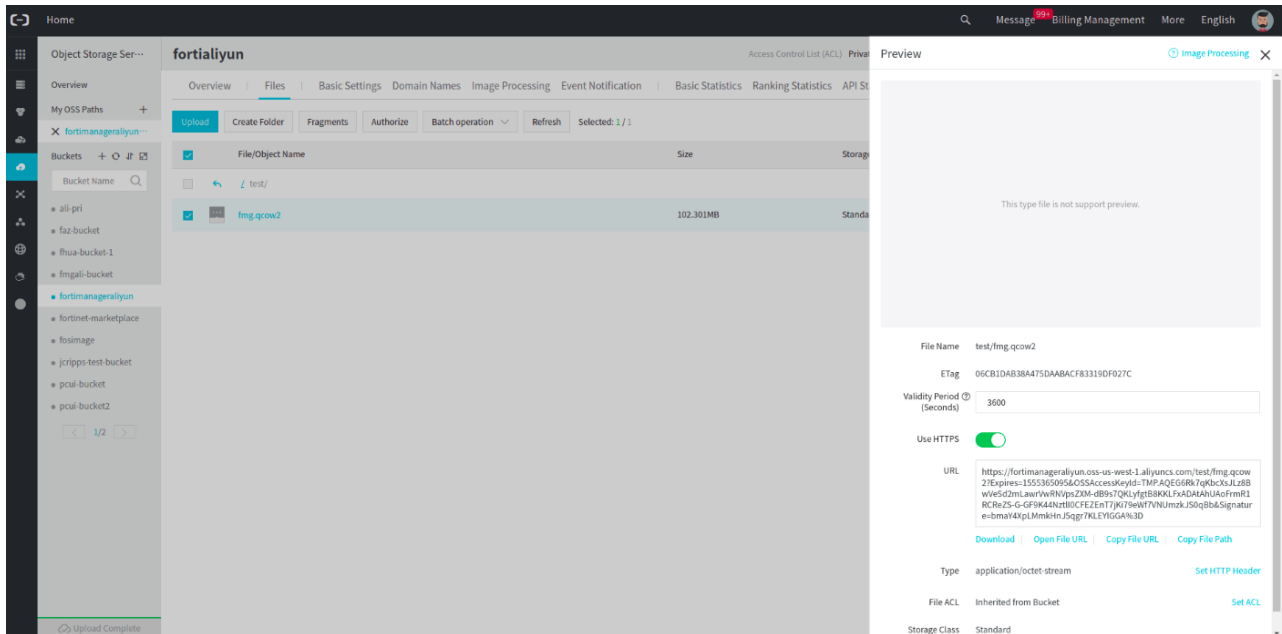 Home
Message 99+ Billing Management More English
Object Storage Ser···
Overview
My OSS Paths +
fortimanageraliyun···
Buckets
Bucket Name
ali-pri
faz-bucket
fhua-bucket-1
fmgali-bucket
fortimanageraliyun
fortinet-marketplace
fosimage
jcripps-test-bucket
pcui-bucket
pcui-bucket2
1/2
Upload Complete
fortialiyun
Access Control List (ACL) Privat
Overview Files Basic Settings Domain Names Image Processing Event Notification Basic Statistics Ranking Statistics API St
Upload Create Folder Fragments Authorize Batch operation Refresh Selected: 1 / 1
File/Object Name Size Storage
/ test/
fmg.qcow2 102.301MB Standa
Preview Image Processing
This type file is not support preview.
File Name test/fmg.qcow2
ETag 06CB1DAB38A475DAABACF83319DF027C
Validity Period (Seconds) 3600
Use HTTPS
URL
https://fortimanageraliyun.oss-us-west-1.aliyuncs.com/test/fmg.qcow
2?Expires=1555365095&OSSAccessKeyId=TMP.AQEG6Rk7qKbcXsJLz8B
wVeSd2mLawrVwRNVpsZXM-dB9s7QKLyfgtB8KKLFxADAtAhUAoFrmR1
RCReZS-G-GF9K44NztlI0CFEZEnT7jKi79eWf7VNUmzkJS0qBb&Signatur
e=bmaY4XpLMmkHnJSqgr7KLEYlGGA%3D
Download Open File URL Copy File URL Copy File Path
Type application/octet-stream Set HTTP Header
File ACL Inherited from Bucket Set ACL
Storage Class Standard